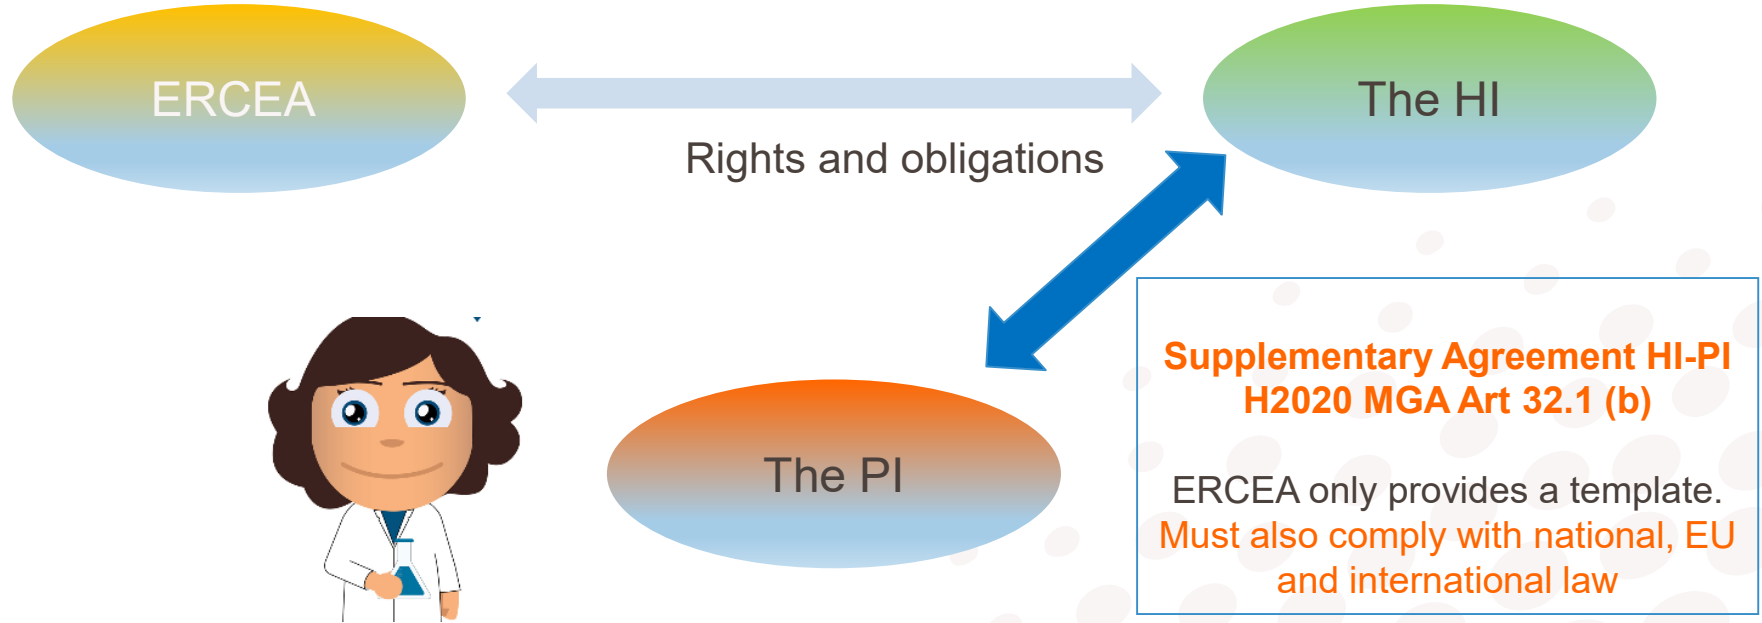 ERCEA
The HI
Rights and obligations
The PI
Supplementary Agreement HI-PI
H2020 MGA Art 32.1 (b)
ERCEA only provides a template.
Must also comply with national, EU
and international law